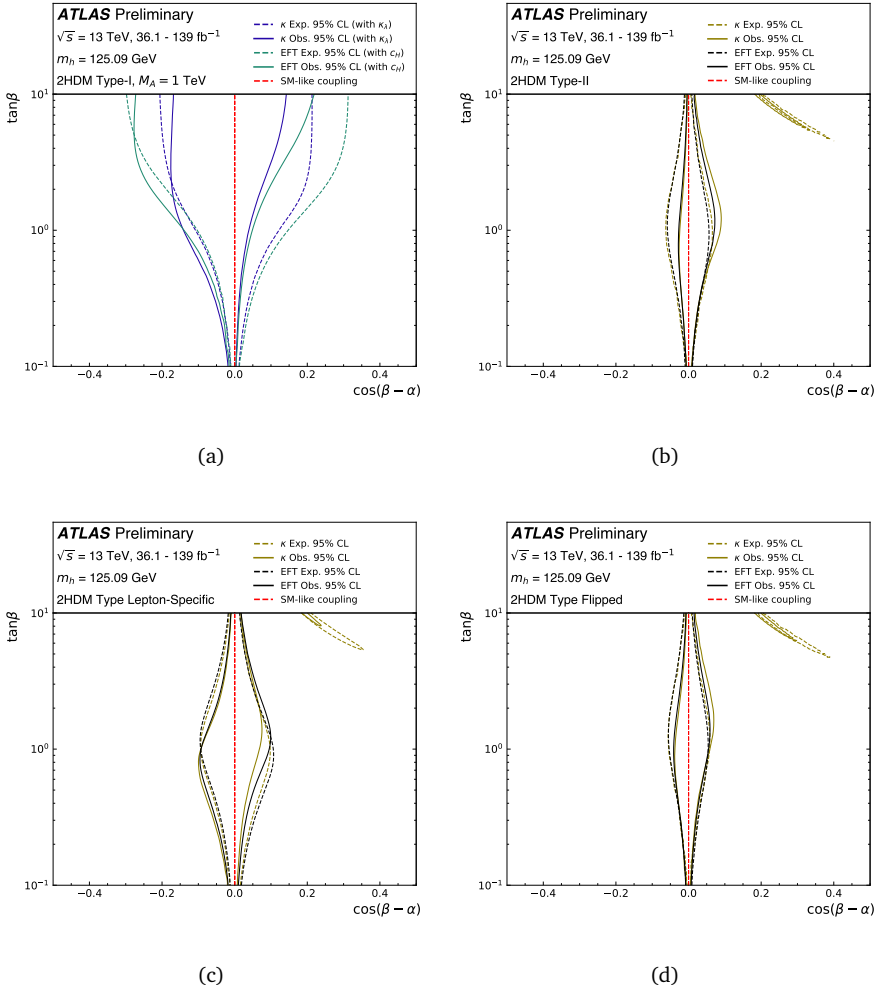 ATLAS Preliminary
√s = 13 TeV, 36.1 - 139 fb⁻¹
m_h = 125.09 GeV
2HDM Type-I, M_A = 1 TeV
κ Exp. 95% CL (with κ_λ)
κ Obs. 95% CL (with κ_λ)
EFT Exp. 95% CL (with c_H)
EFT Obs. 95% CL (with c_H)
SM-like coupling
tanβ
10¹
10⁰
10⁻¹
−0.4 −0.2 0.0 0.2 0.4
cos(β − α)
(a)
ATLAS Preliminary
√s = 13 TeV, 36.1 - 139 fb⁻¹
m_h = 125.09 GeV
2HDM Type-II
κ Exp. 95% CL
κ Obs. 95% CL
EFT Exp. 95% CL
EFT Obs. 95% CL
SM-like coupling
tanβ
10¹
10⁰
10⁻¹
−0.4 −0.2 0.0 0.2 0.4
cos(β − α)
(b)
ATLAS Preliminary
√s = 13 TeV, 36.1 - 139 fb⁻¹
m_h = 125.09 GeV
2HDM Type Lepton-Specific
κ Exp. 95% CL
κ Obs. 95% CL
EFT Exp. 95% CL
EFT Obs. 95% CL
SM-like coupling
tanβ
10¹
10⁰
10⁻¹
−0.4 −0.2 0.0 0.2 0.4
cos(β − α)
(c)
ATLAS Preliminary
√s = 13 TeV, 36.1 - 139 fb⁻¹
m_h = 125.09 GeV
2HDM Type Flipped
κ Exp. 95% CL
κ Obs. 95% CL
EFT Exp. 95% CL
EFT Obs. 95% CL
SM-like coupling
tanβ
10¹
10⁰
10⁻¹
−0.4 −0.2 0.0 0.2 0.4
cos(β − α)
(d)